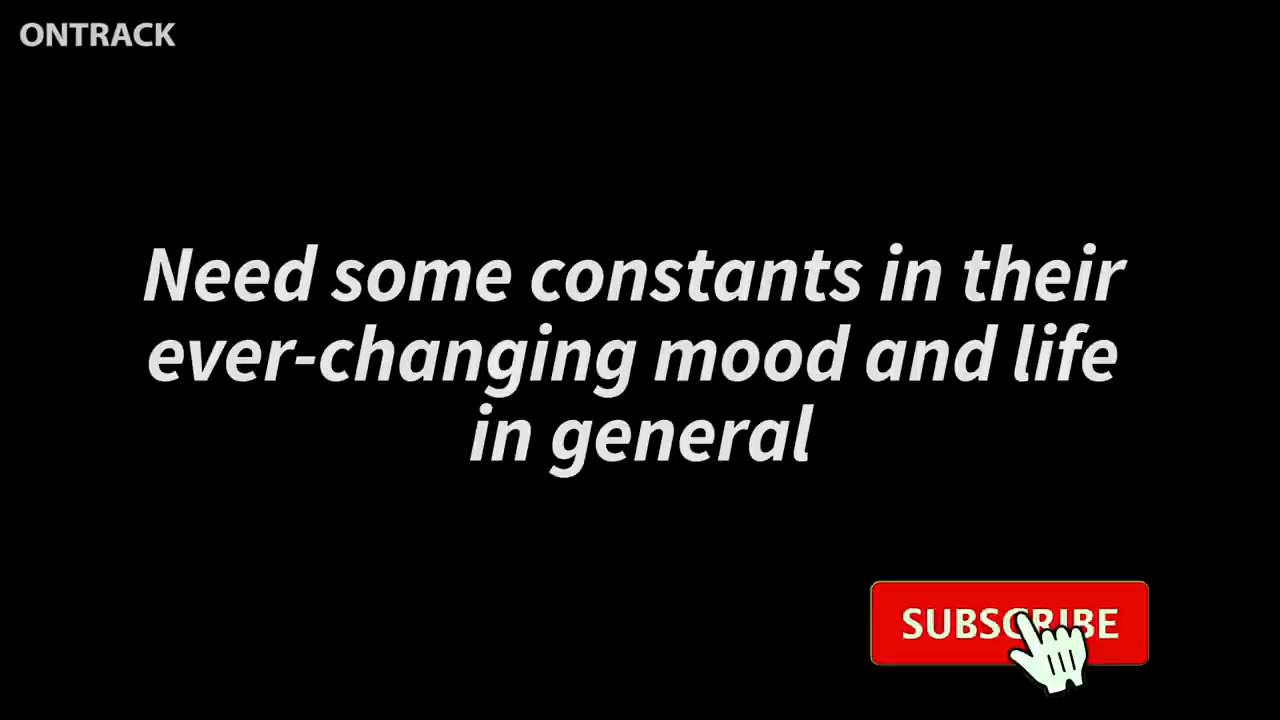 ONTRACK
Need some constants in their
ever-changing mood and life
in general
SUBSCRIBE